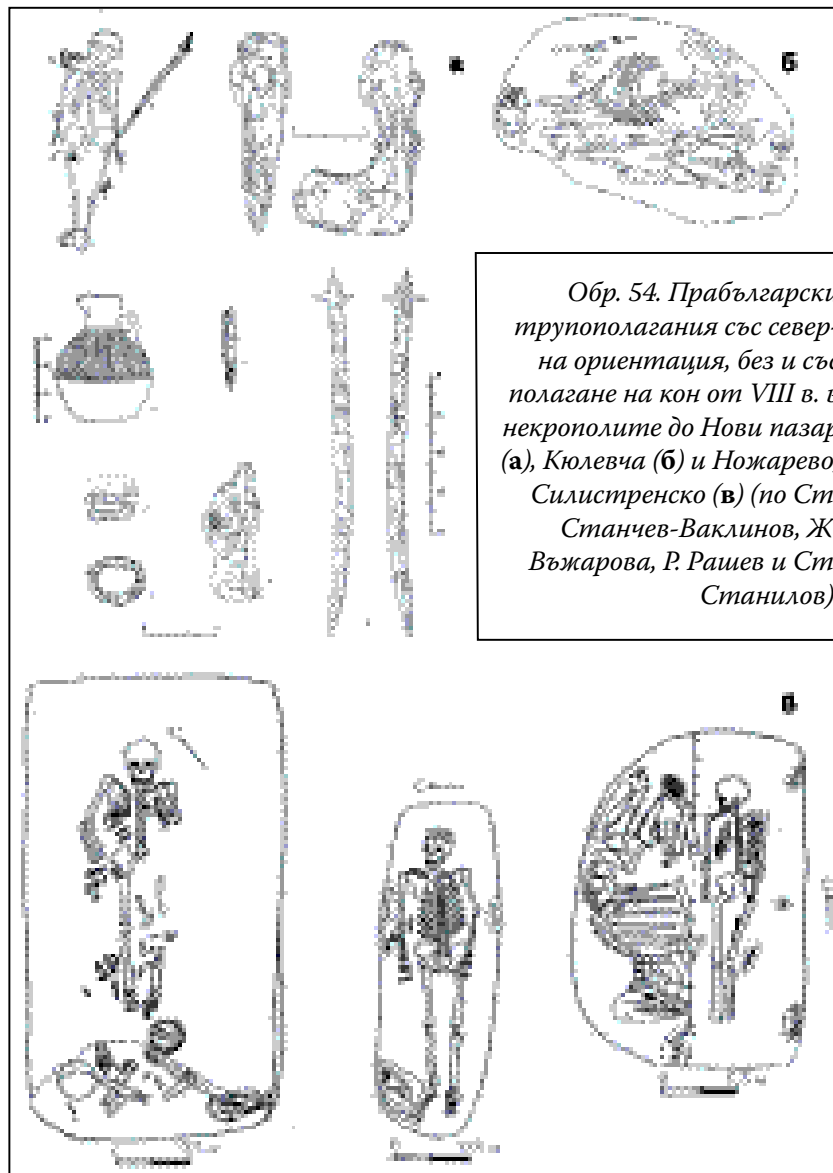 а
б
Обр. 54. Прабългарски
трупополагания със север-
на ориентация, без и със
полагане на кон от VIII в. в
некрополите до Нови пазар
(а), Кюлевча (б) и Ножарево,
Силистренско (в) (по Ст.
Станчев-Ваклинов, Ж.
Въжарова, Р. Рашев и Ст.
Станилов)
в